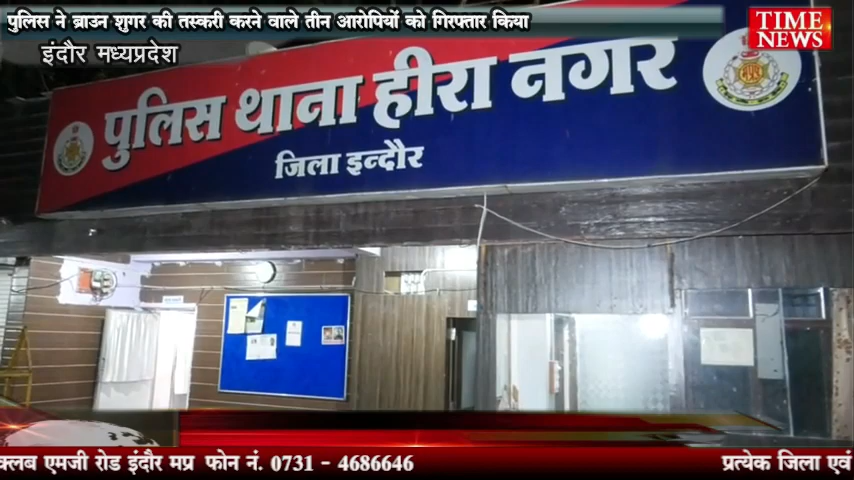 पुलिस ने ब्राउन शुगर की तस्करी करने वाले तीन आरोपियों को गिरफ्तार किया
इंदौर मध्यप्रदेश
TIME
NEWS
पुलिस थाना हीरा नगर
जिला इन्दौर
क्लब एमजी रोड इंदौर मप्र फोन नं. 0731 - 4686646
प्रत्येक जिला एवं